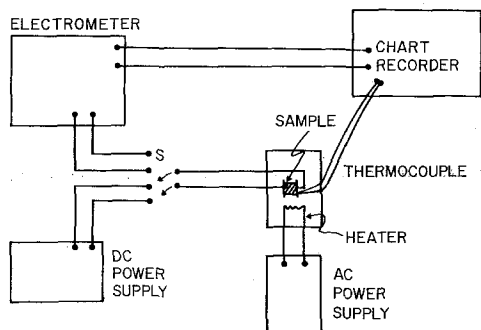 ELECTROMETER
CHART
RECORDER
S
SAMPLE
THERMOCOUPLE
HEATER
DC
POWER
SUPPLY
AC
POWER
SUPPLY